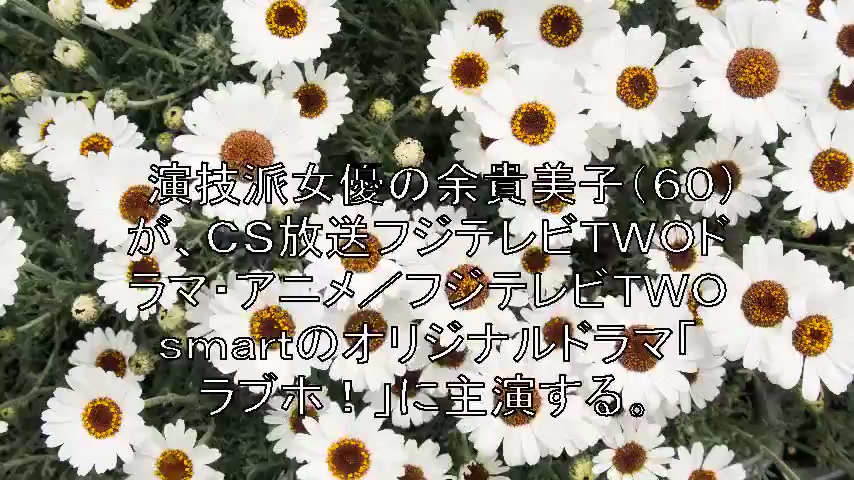 演技派女優の余貴美子（６０）
が、ＣＳ放送フジテレビＴＷＯド
ラマ・アニメ／フジテレビＴＷＯ
ｓｍａｒｔのオリジナルドラマ「
ラブホ！」に主演する。